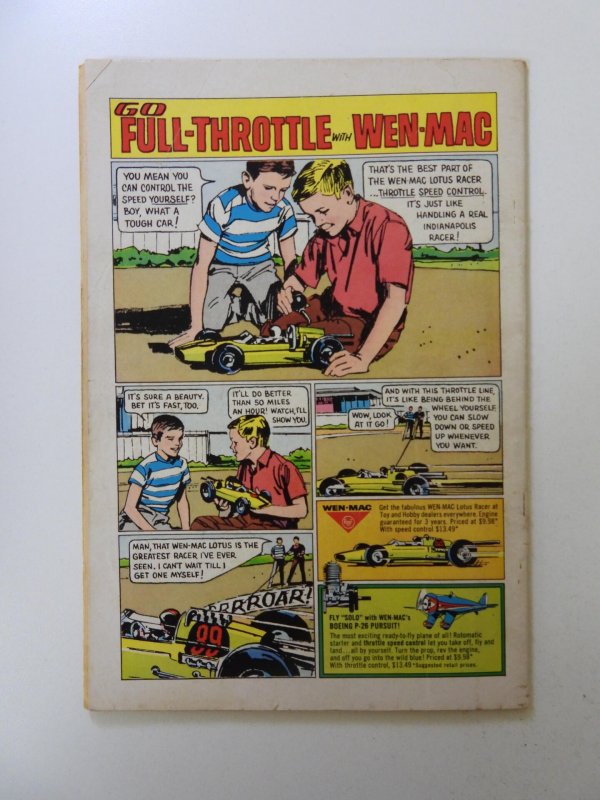 GO
FULL-THROTTLE WITH WEN-MAC
YOU MEAN YOU
CAN CONTROL THE
SPEED YOURSELF?
BOY, WHAT A
TOUGH CAR!
THAT'S THE BEST PART OF
THE WEN-MAC LOTUS RACER
...THROTTLE SPEED CONTROL.
IT'S JUST LIKE
HANDLING A REAL
INDIANAPOLIS
RACER!
IT'S SURE A BEAUTY.
BET IT'S FAST, TOO.
IT'LL DO BETTER
THAN 50 MILES
AN HOUR! WATCH, I'LL
SHOW YOU.
WOW, LOOK
AT IT GO!
AND WITH THIS THROTTLE LINE,
IT'S LIKE BEING BEHIND THE
WHEEL YOURSELF.
YOU CAN SLOW
DOWN OR SPEED
UP WHENEVER
YOU WANT.
MAN, THAT WEN-MAC LOTUS IS THE
GREATEST RACER I'VE EVER
SEEN. I CAN'T WAIT TILL I
GET ONE MYSELF!
RRRROAR!
99
WEN-MAC
Get the fabulous WEN-MAC Lotus Racer at
Toy and Hobby dealers everywhere. Engine
guaranteed for 3 years. Priced at $9.98*
With speed control $13.49*
FLY "SOLO" with WEN-MAC's
BOEING P-26 PURSUIT!
The most exciting ready-to-fly plane of all! Rotomatic
starter and throttle speed control let you take off, fly and
land...all by yourself. Turn the prop, rev the engine,
and off you go into the wild blue! Priced at $9.98*
With throttle control, $13.49 *Suggested retail prices.